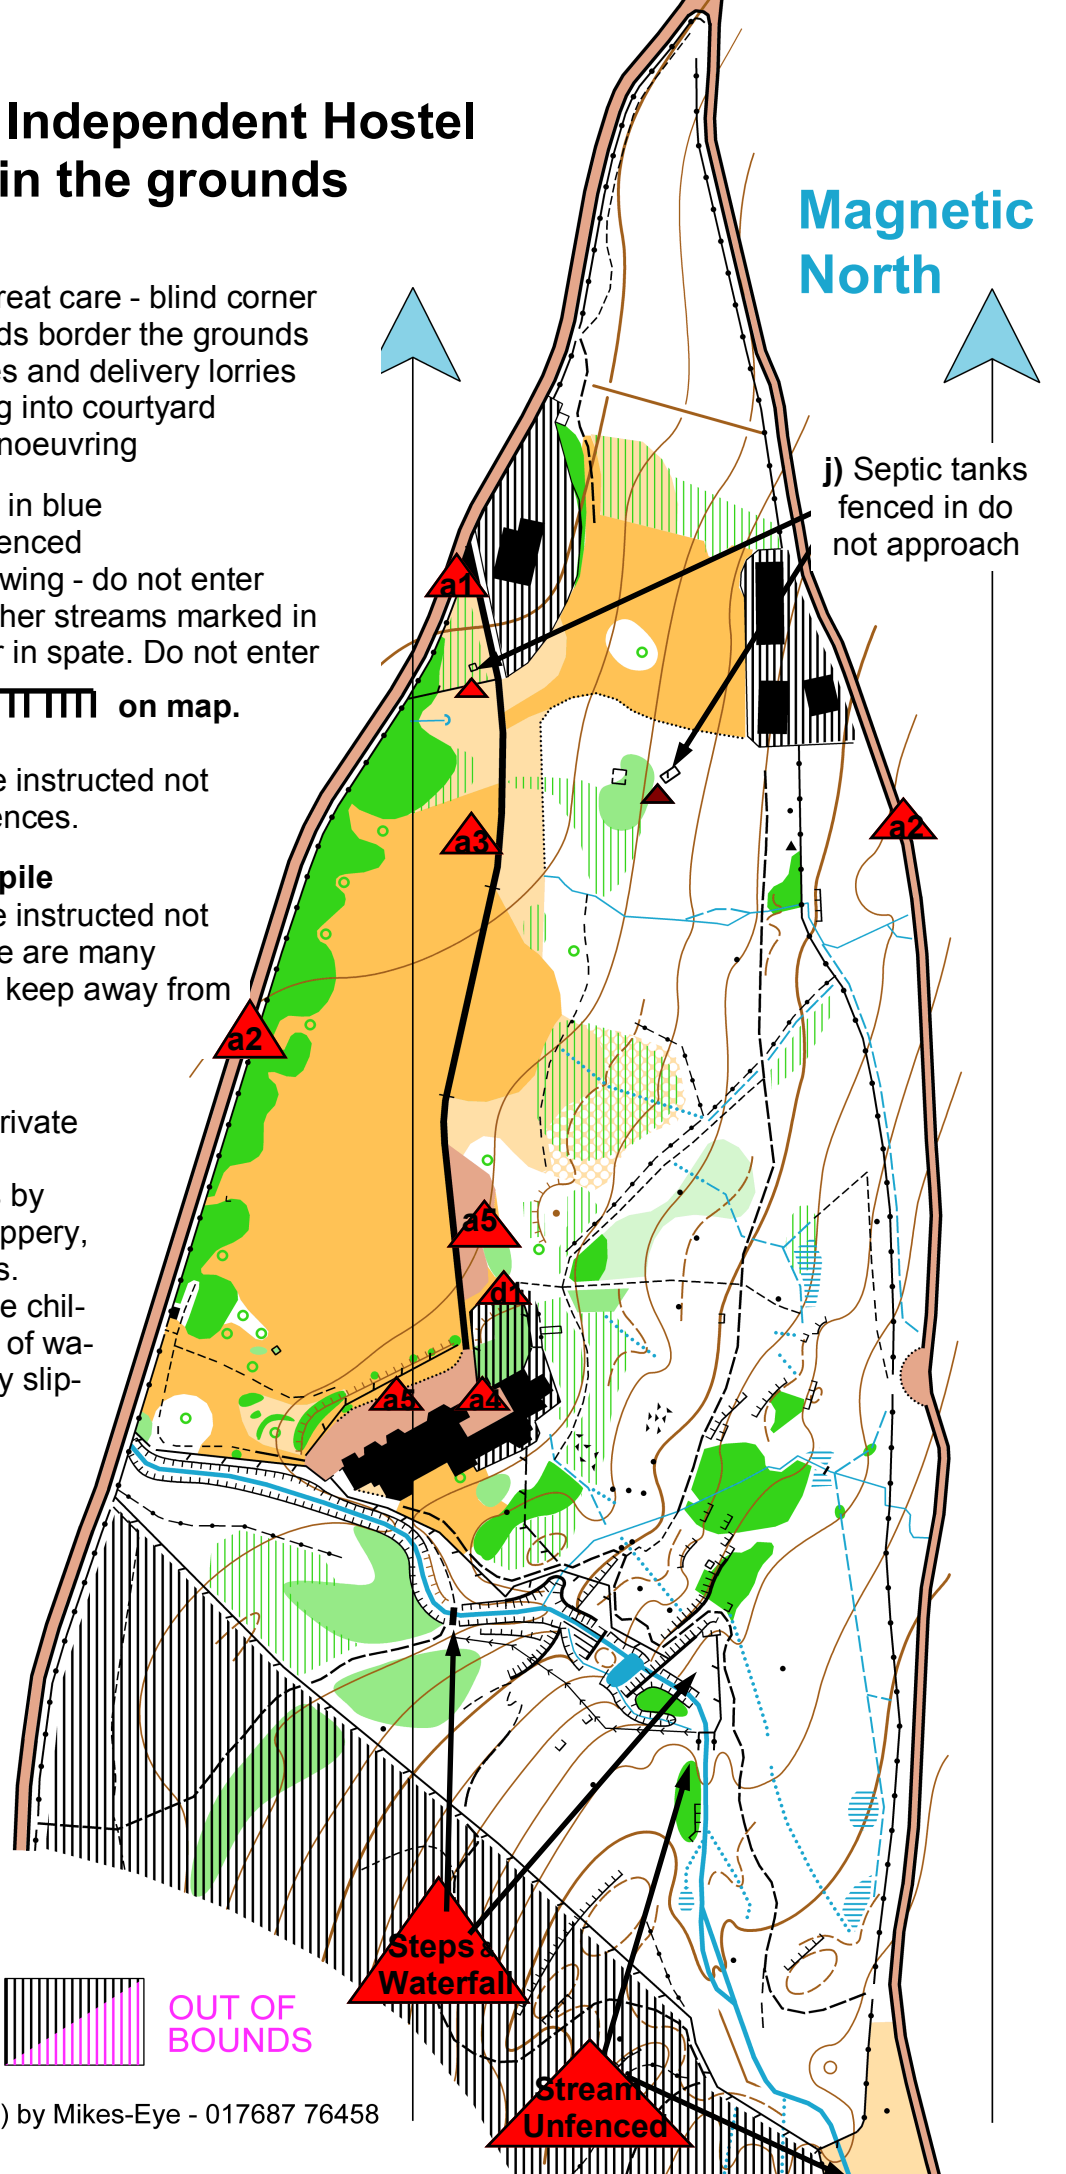 Independent Hostel
in the grounds
Magnetic
North
reat care - blind corner
ds border the grounds
es and delivery lorries
g into courtyard
noeuvring
j) Septic tanks
fenced in do
not approach
in blue
enced
wing - do not enter
her streams marked in
r in spate. Do not enter
on map.
e instructed not
ences.
pile
e instructed not
e are many
keep away from
rivate
s by
ppery,
s.
e chil-
of wa-
y slip-
a1
a3
a2
a2
a5
d1
a5
a4
Steps &
Waterfall
OUT OF
BOUNDS
Stream
Unfenced
) by Mikes-Eye - 017687 76458